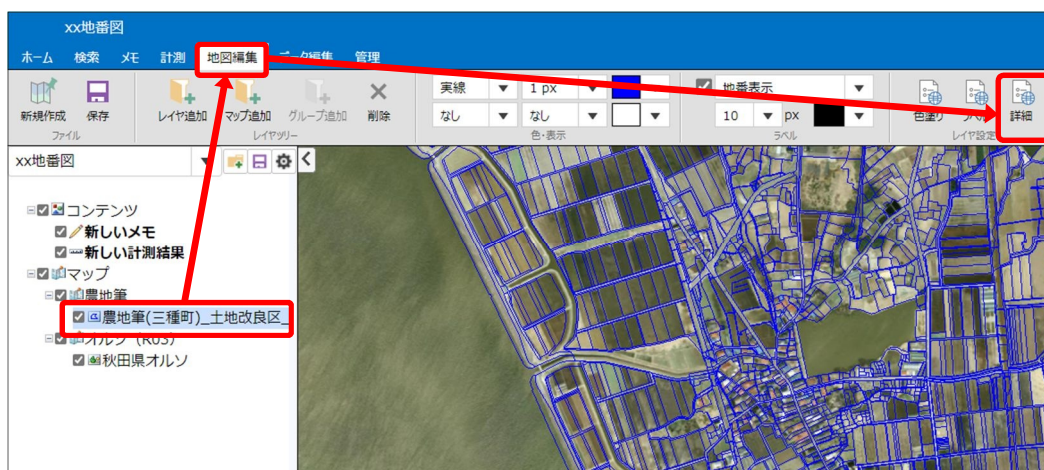 xx地番図
ホーム 検索 メモ 計測 地図編集 データ編集 管理
実線 1 px 地番表示
新規作成 保存 レイヤ追加 マップ追加 グループ追加 削除 なし なし 10 px 色塗り ラベル 詳細
ファイル レイヤツリー 色・表示 ラベル レイヤ設定
xx地番図
コンテンツ
新しいメモ
新しい計測結果
マップ
農地筆
農地筆(三種町)_土地改良区_
オルソ (R03)
秋田県オルソ